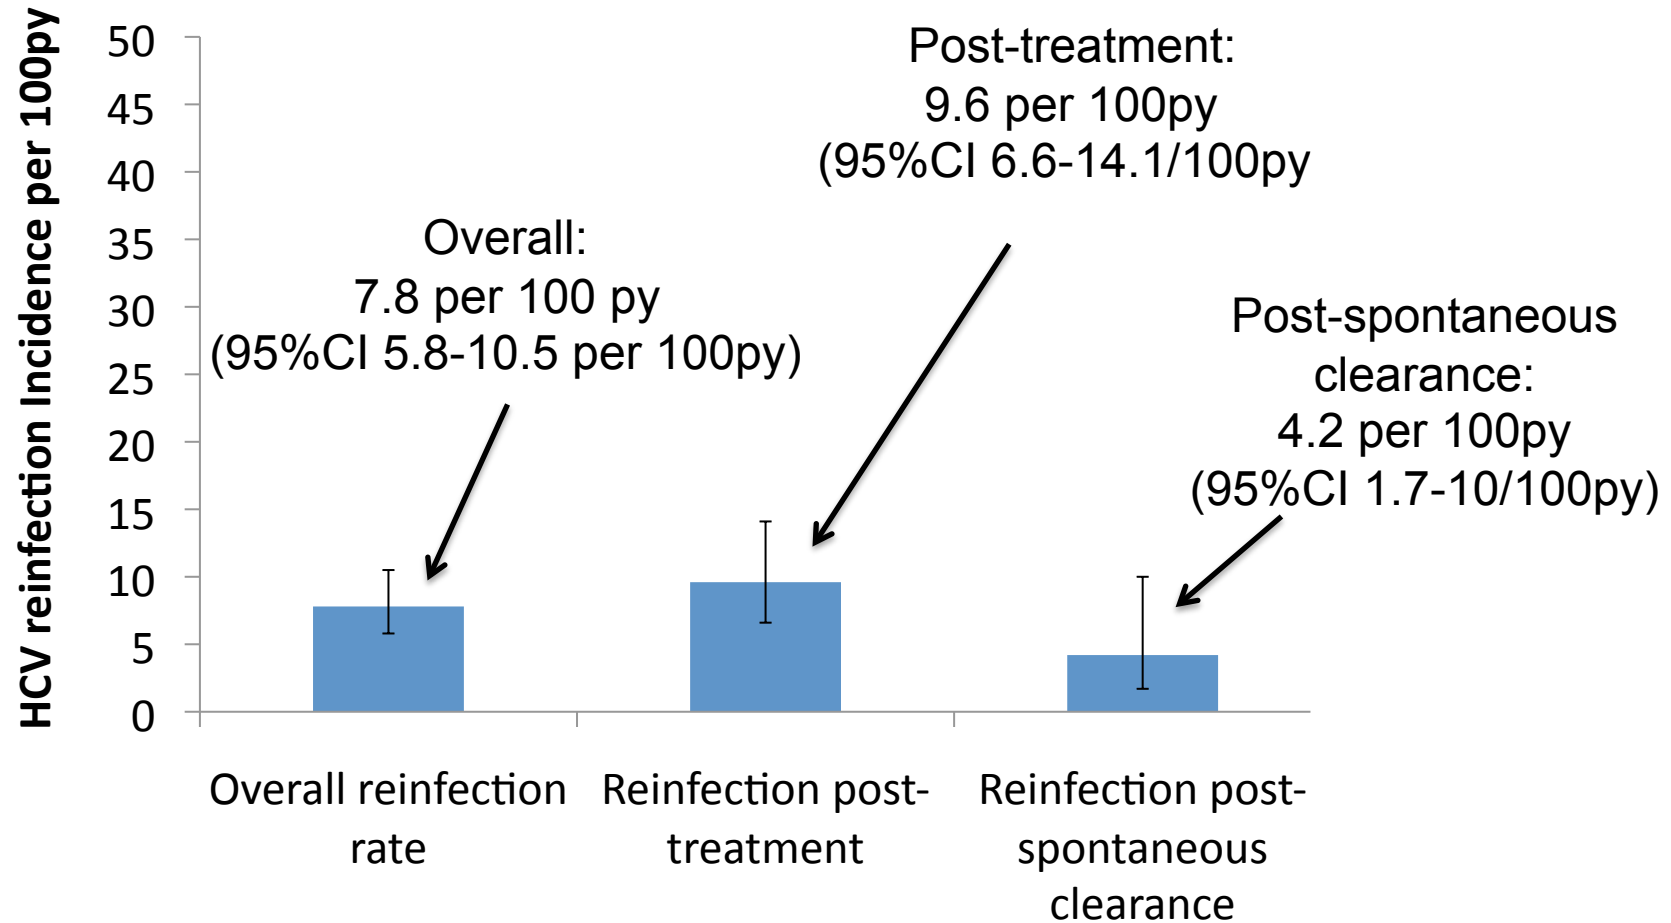 HCV reinfection Incidence per 100py
50
45
40
35
30
25
20
15
10
5
0
Overall:
7.8 per 100 py
(95%CI 5.8-10.5 per 100py)
Post-treatment:
9.6 per 100py
(95%CI 6.6-14.1/100py
Post-spontaneous
clearance:
4.2 per 100py
(95%CI 1.7-10/100py)
Overall reinfection
rate
Reinfection post-
treatment
Reinfection post-
spontaneous
clearance